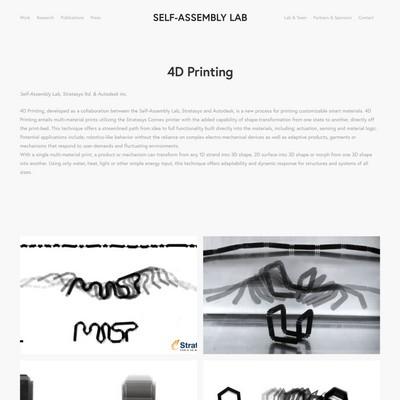 Work Research Publications Press SELF-ASSEMBLY LAB Lab & Team Partners & Sponsors Contact
4D Printing
Self-Assembly Lab, Stratasys ltd. & Autodesk inc.
4D Printing, developed as a collaboration between the Self-Assembly Lab, Stratasys and Autodesk, is a new process for printing customizable smart materials. 4D
Printing entails multi-material prints utilizing the Stratasys Connex printer with the added capability of shape-transformation from one state to another, directly off
the print-bed. This technique offers a streamlined path from idea to full functionality built directly into the materials, including: actuation, sensing and material logic.
Potential applications include; robotics-like behavior without the reliance on complex electro-mechanical devices as well as adaptive products, garments or
mechanisms that respond to user-demands and fluctuating environments.
With a single multi-material print, a product or mechanism can transform from any 1D strand into 3D shape, 2D surface into 3D shape or morph from one 3D shape
into another. Using only water, heat, light or other simple energy input, this technique offers adaptability and dynamic response for structures and systems of all
sizes.
Strat